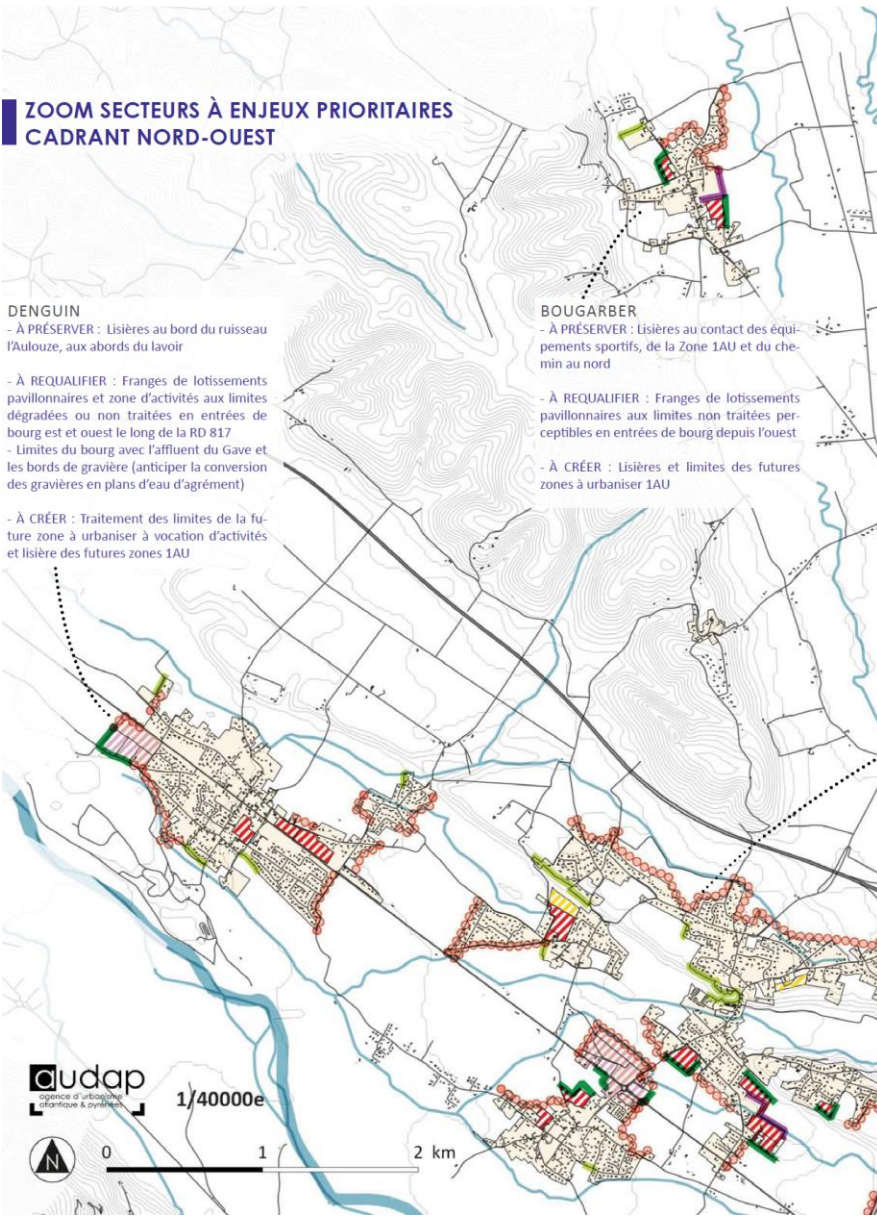 ZOOM SECTEURS À ENJEUX PRIORITAIRES
CADRANT NORD-OUEST
DENGUIN
- À PRÉSERVER : Lisières au bord du ruisseau
l'Aulouze, aux abords du lavoir
- À REQUALIFIER : Franges de lotissements
pavillonnaires et zone d'activités aux limites
dégradées ou non traitées en entrées de
bourg est et ouest le long de la RD 817
- Limites du bourg avec l'affluent du Gave et
les bords de gravière (anticiper la conversion
des gravières en plans d'eau d'agrément)
- À CRÉER : Traitement des limites de la fu-
ture zone à urbaniser à vocation d'activités
et lisière des futures zones 1AU
BOUGARBER
- À PRÉSERVER : Lisières au contact des équi-
pements sportifs, de la Zone 1AU et du che-
min au nord
- À REQUALIFIER : Franges de lotissements
pavillonnaires aux limites non traitées per-
ceptibles en entrées de bourg depuis l'ouest
- À CRÉER : Lisières et limites des futures
zones à urbaniser 1AU
audap
agence d'urbanisme
atlantique & pyrénées
1/40000e
N
0 1 2 km